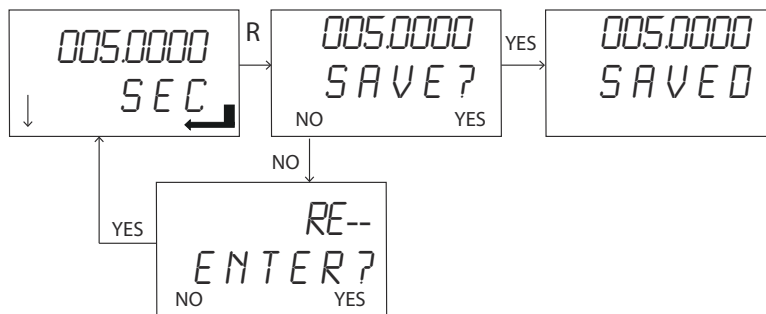 005.0000
SEC
R
005.0000
SAVE?
NO YES
YES
005.0000
SAVED
NO
YES
RE--
ENTER?
NO YES